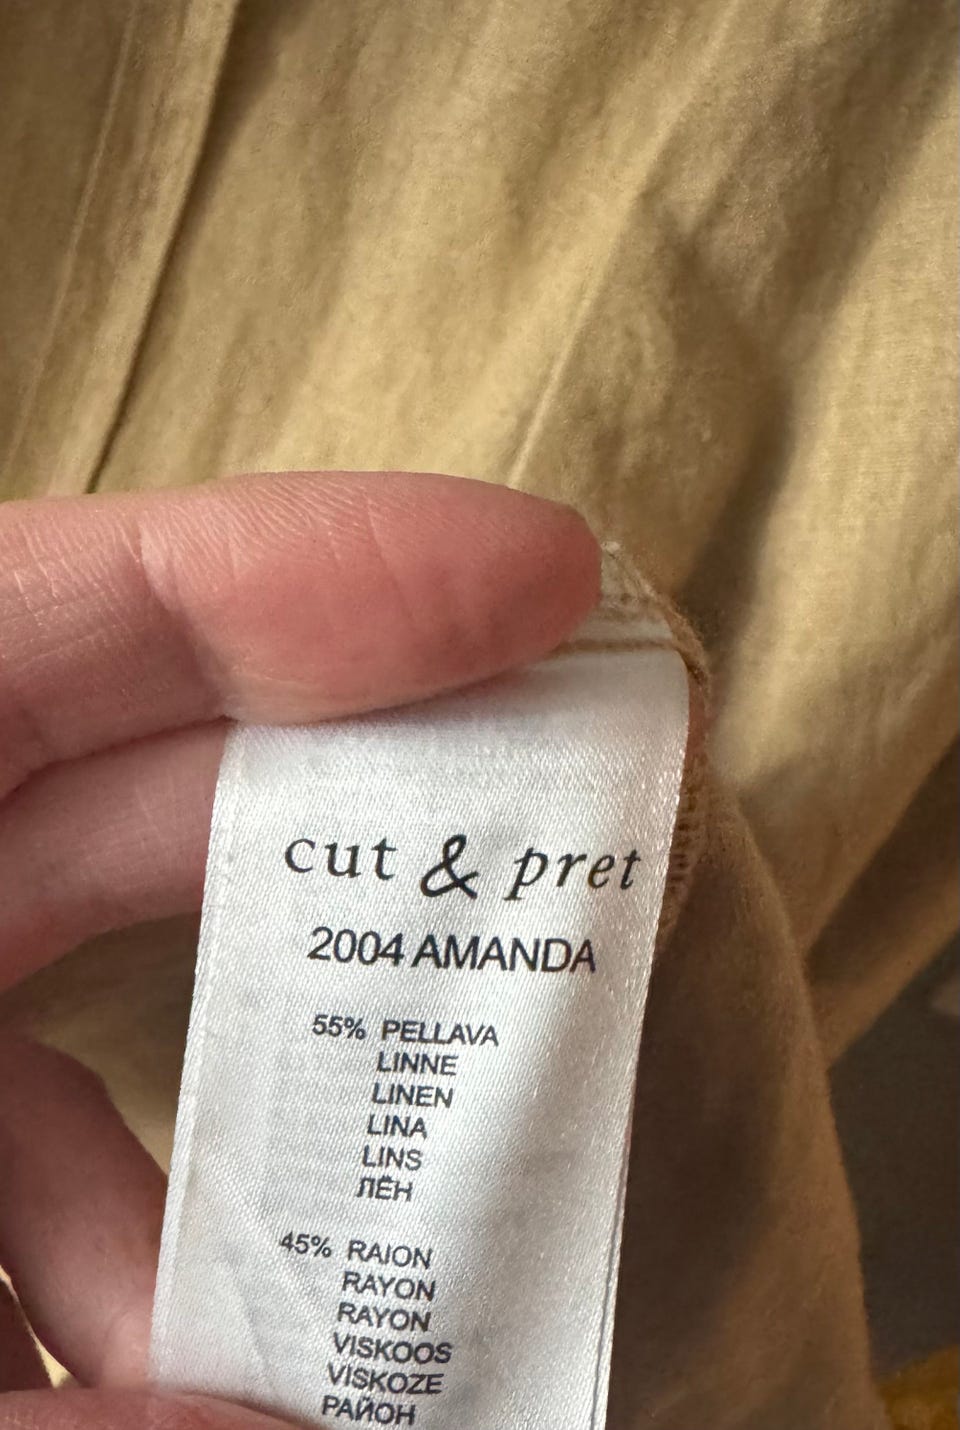 cut & pret
2004 AMANDA
55% PELLAVA
LINNE
LINEN
LINA
LINS
ЛЁН
45% RAION
RAYON
RAYON
VISKOOS
VISKOZE
РАЙОН